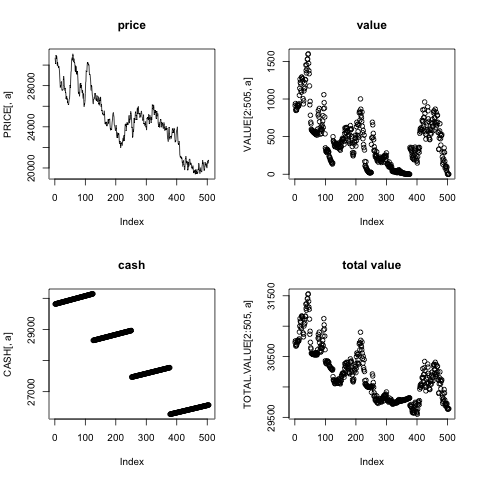 price
PRICE[, a]
20000 24000 28000
0 100 200 300 400 500
Index
value
VALUE[2:505, a]
0 500 1000 1500
0 100 200 300 400 500
Index
cash
CASH[, a]
27000 29000
0 100 200 300 400 500
Index
total value
TOTAL.VALUE[2:505, a]
29500 30500 31500
0 100 200 300 400 500
Index